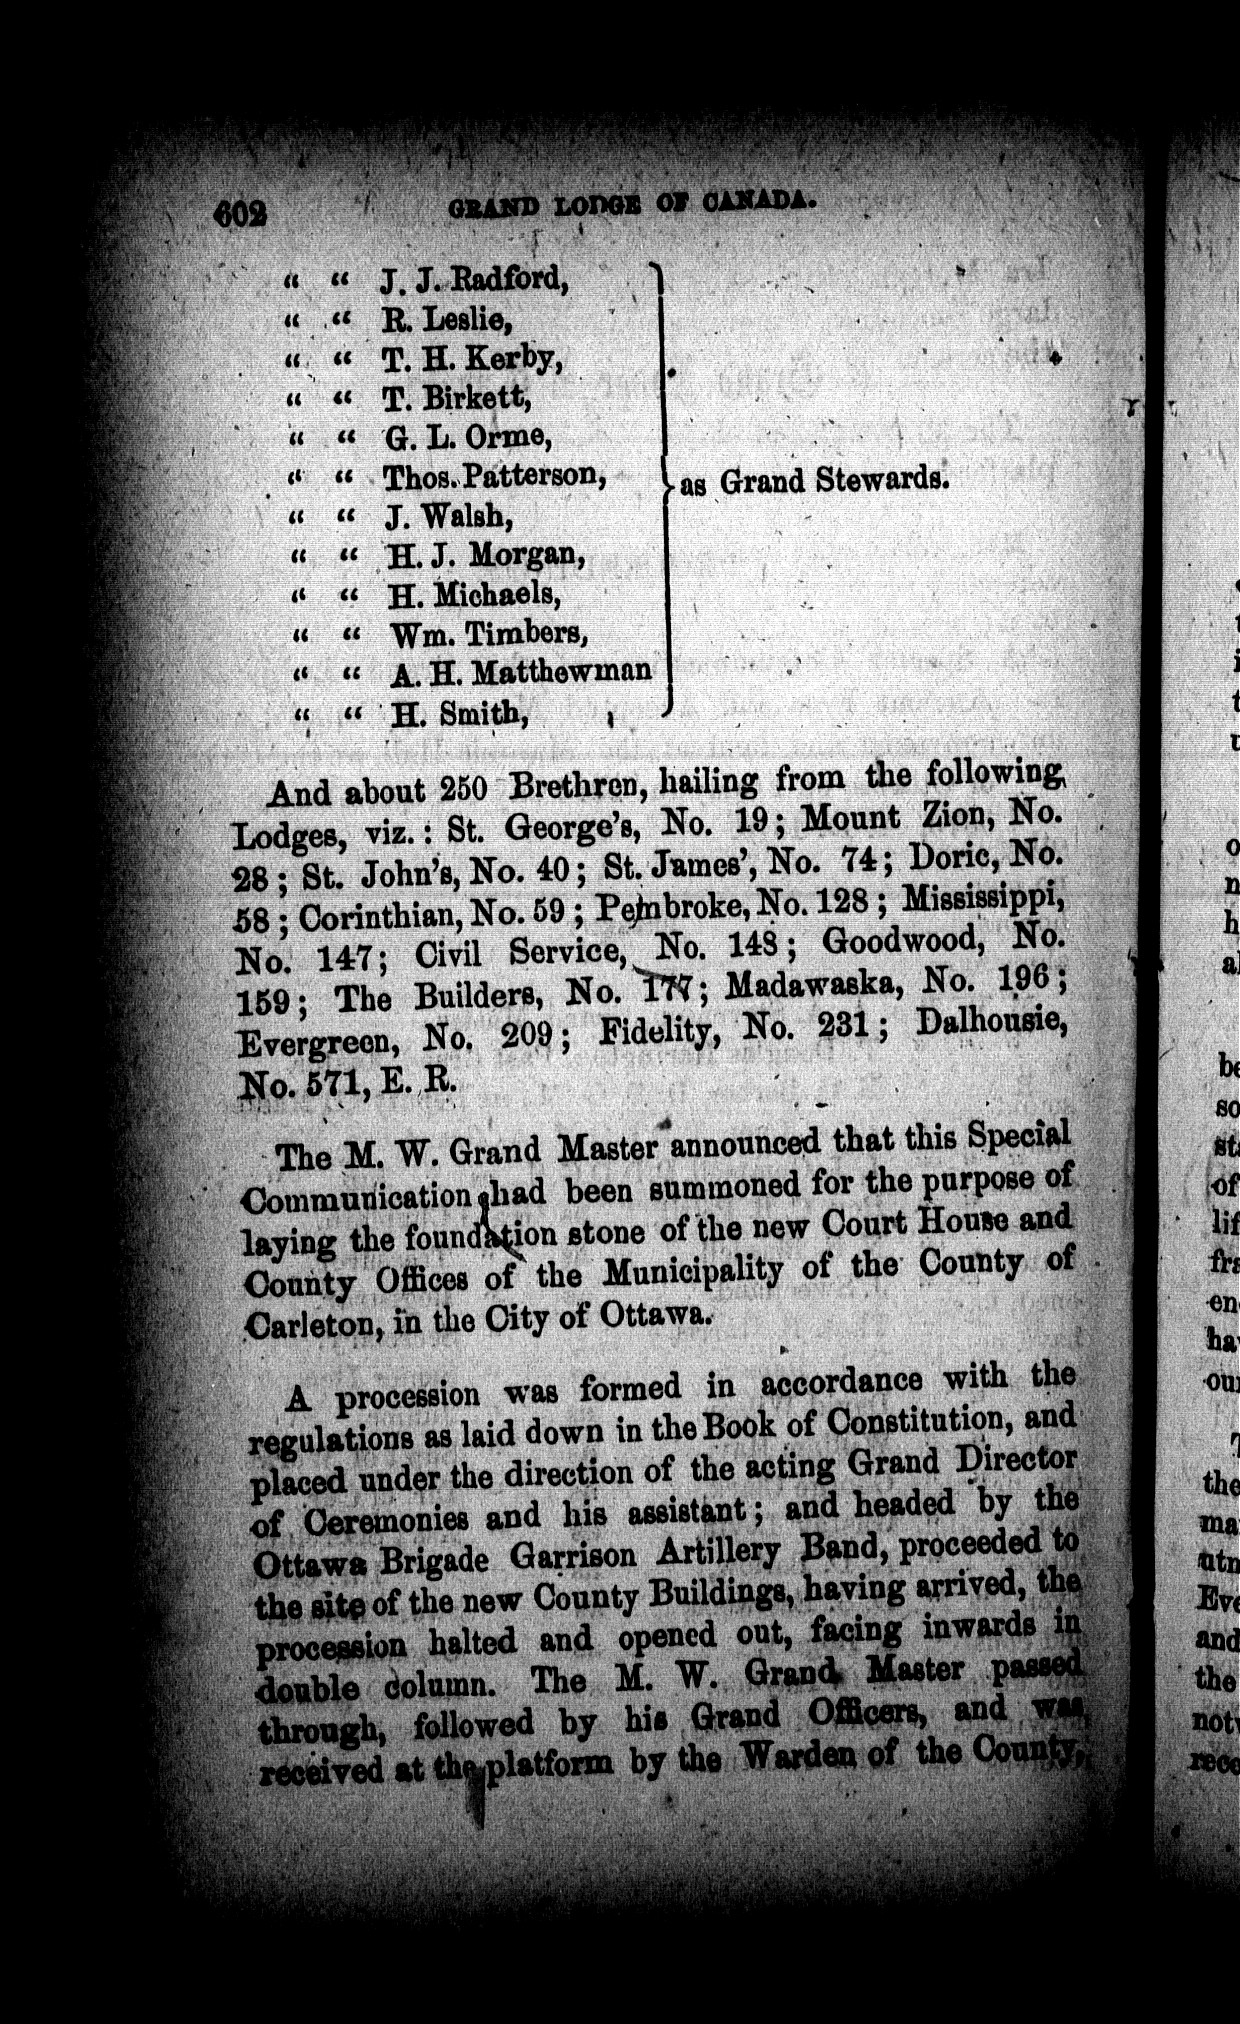 602 GRAND LODGE OF CANADA.
“ “ J. J. Radford,
“ “ R. Leslie,
“ “ T. H. Kerby,
“ “ T. Birkett,
“ “ G. L. Orme,
“ “ Thos. Patterson,
as Grand Stewards.
“ “ J. Walsh,
“ “ H. J. Morgan,
“ “ H. Michaels,
“ “ Wm. Timbers,
“ “ A. H. Matthewman
“ “ H. Smith,
And about 250 Brethren, hailing from the following
Lodges, viz. : St. George's, No. 19 ; Mount Zion, No.
28 ; St. John's, No. 40 ; St. James', No. 74 ; Doric, No.
58 ; Corinthian, No. 59 ; Pembroke, No. 128 ; Mississippi,
No. 147; Civil Service, No. 148 ; Goodwood, No.
159 ; The Builders, No. 177 ; Madawaska, No. 196 ;
Evergreen, No. 209 ; Fidelity, No. 231 ; Dalhousie,
No. 571, E. R.
The M. W. Grand Master announced that this Special
Communication had been summoned for the purpose of
laying the foundation stone of the new Court House and
County Offices of the Municipality of the County of
Carleton, in the City of Ottawa.
A procession was formed in accordance with the
regulations as laid down in the Book of Constitution, and
placed under the direction of the acting Grand Director
of Ceremonies and his assistant ; and headed by the
Ottawa Brigade Garrison Artillery Band, proceeded to
the site of the new County Buildings, having arrived, the
procession halted and opened out, facing inwards in
double column. The M. W. Grand Master passed
through, followed by his Grand Officers, and was
received at the platform by the Warden of the County,